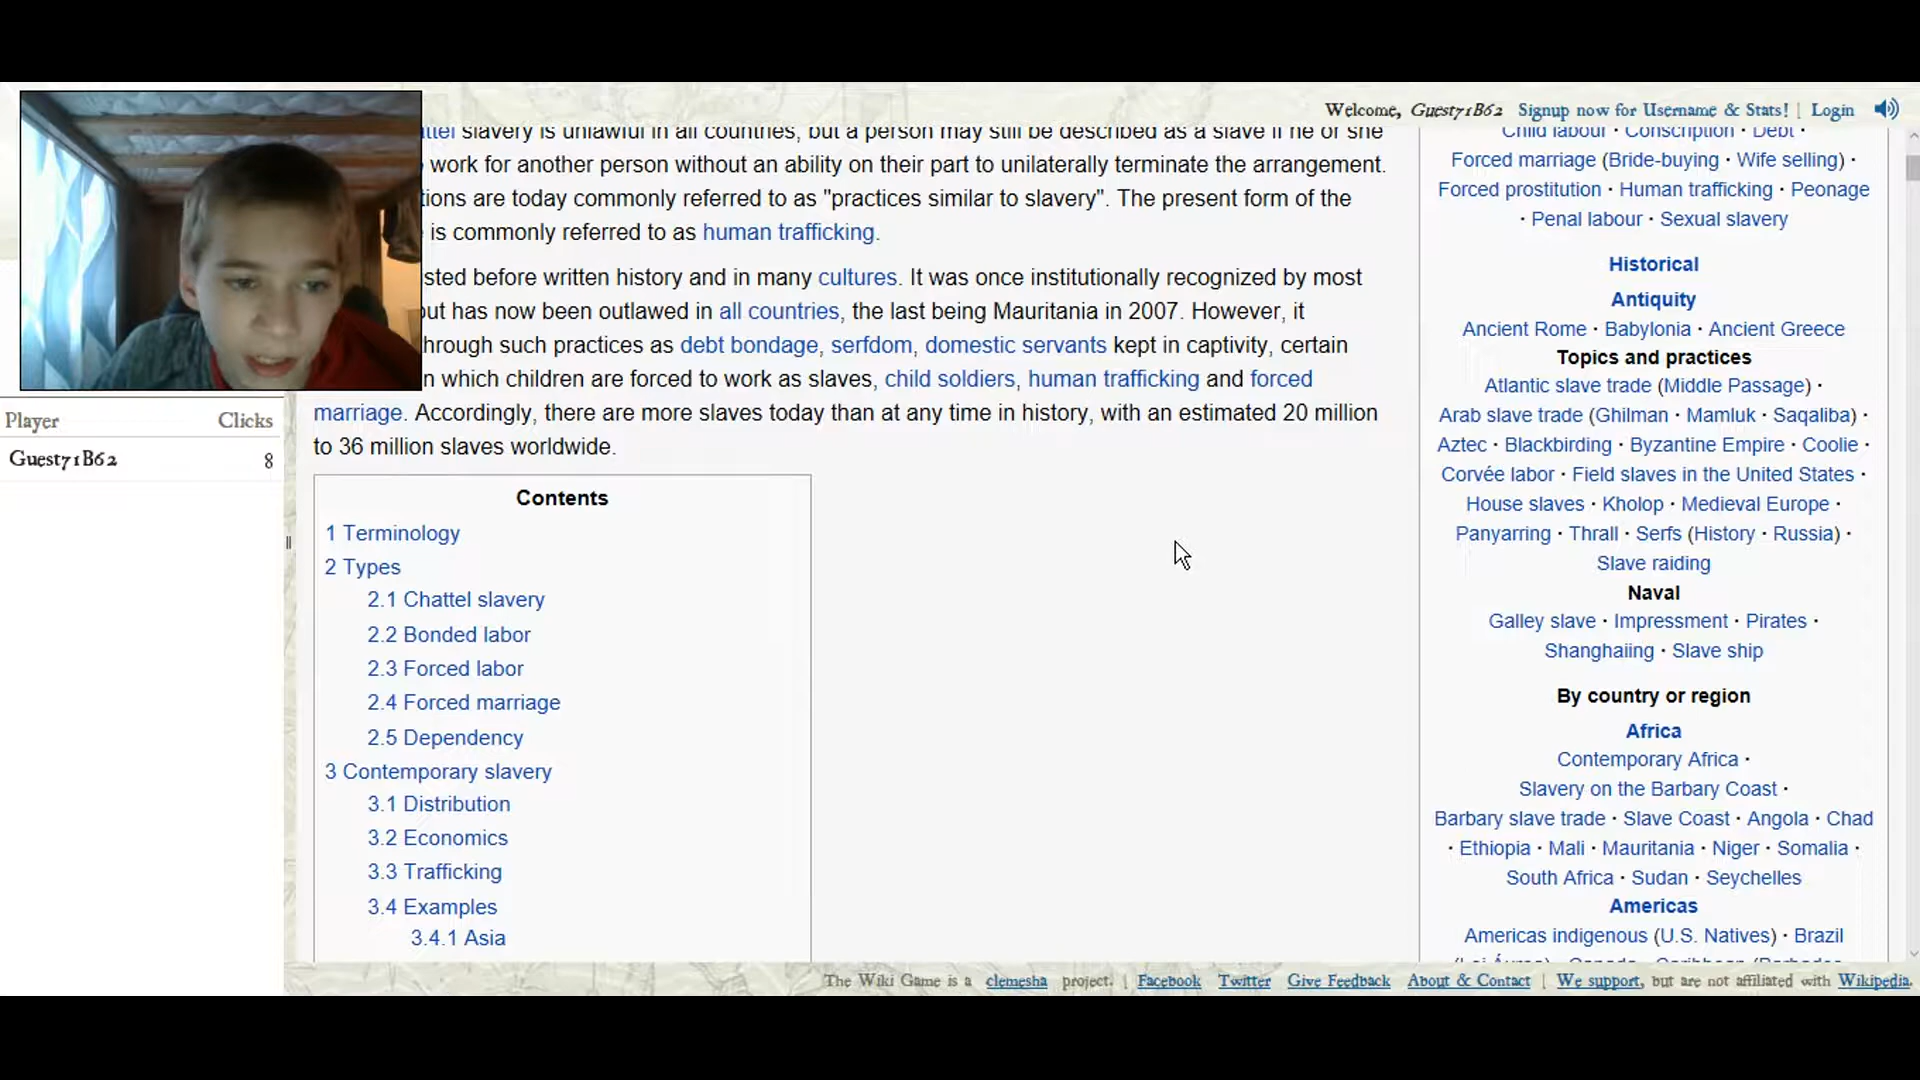 Welcome, Guest71B62 Signup now for Username & Stats! | Login
slavery is unlawful in all countries, but a person may still be described as a slave if he or she
work for another person without an ability on their part to unilaterally terminate the arrangement.
are today commonly referred to as "practices similar to slavery". The present form of the
is commonly referred to as human trafficking.
before written history and in many cultures. It was once institutionally recognized by most
has now been outlawed in all countries, the last being Mauritania in 2007. However, it
such practices as debt bondage, serfdom, domestic servants kept in captivity, certain
which children are forced to work as slaves, child soldiers, human trafficking and forced
marriage. Accordingly, there are more slaves today than at any time in history, with an estimated 20 million
to 36 million slaves worldwide.
Player Clicks
Guest71B62 8
Contents
1 Terminology
2 Types
2.1 Chattel slavery
2.2 Bonded labor
2.3 Forced labor
2.4 Forced marriage
2.5 Dependency
3 Contemporary slavery
3.1 Distribution
3.2 Economics
3.3 Trafficking
3.4 Examples
3.4.1 Asia
Child labour · Conscription · Debt ·
Forced marriage (Bride-buying · Wife selling) ·
Forced prostitution · Human trafficking · Peonage
· Penal labour · Sexual slavery
Historical
Antiquity
Ancient Rome · Babylonia · Ancient Greece
Topics and practices
Atlantic slave trade (Middle Passage) ·
Arab slave trade (Ghilman · Mamluk · Saqaliba) ·
Aztec · Blackbirding · Byzantine Empire · Coolie ·
Corvée labor · Field slaves in the United States ·
House slaves · Kholop · Medieval Europe ·
Panyarring · Thrall · Serfs (History · Russia) ·
Slave raiding
Naval
Galley slave · Impressment · Pirates ·
Shanghaiing · Slave ship
By country or region
Africa
Contemporary Africa ·
Slavery on the Barbary Coast ·
Barbary slave trade · Slave Coast · Angola · Chad
· Ethiopia · Mali · Mauritania · Niger · Somalia ·
South Africa · Sudan · Seychelles
Americas
Americas indigenous (U.S. Natives) · Brazil
The Wiki Game is a clemesha project. | Facebook Twitter Give Feedback About & Contact | We support, but are not affiliated with Wikipedia.